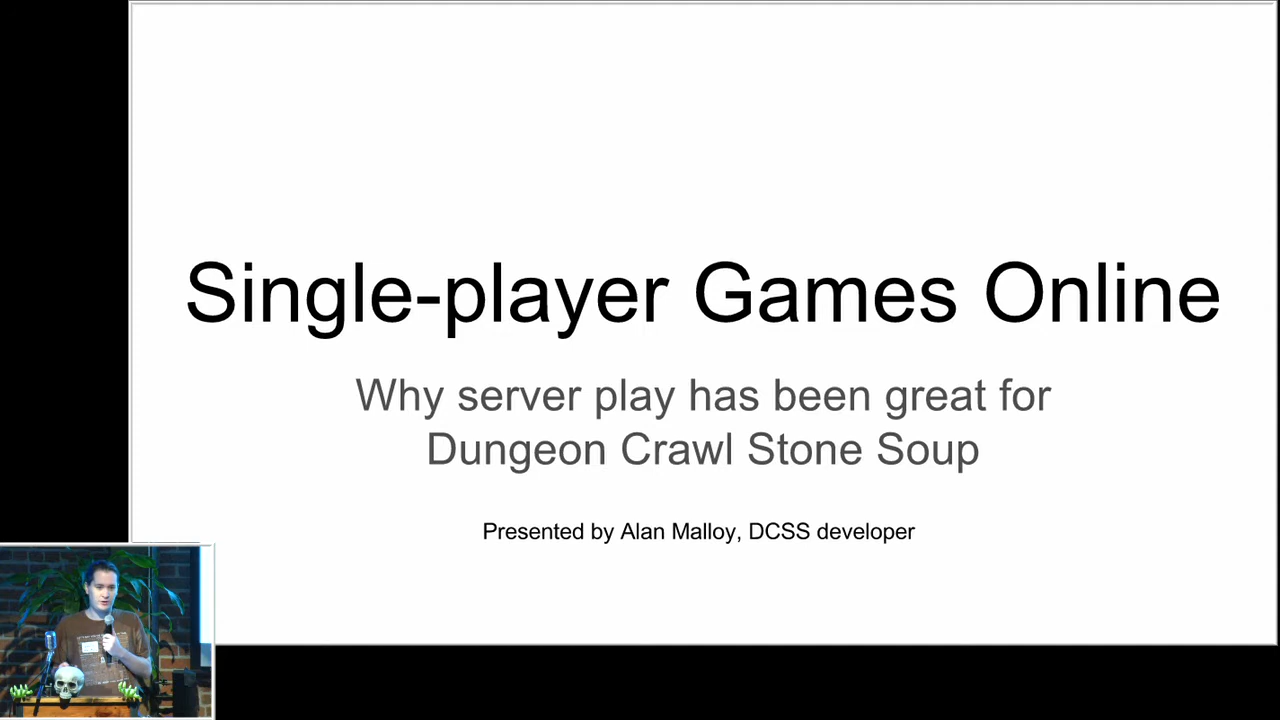 Single-player Games Online
Why server play has been great for
Dungeon Crawl Stone Soup
Presented by Alan Malloy, DCSS developer